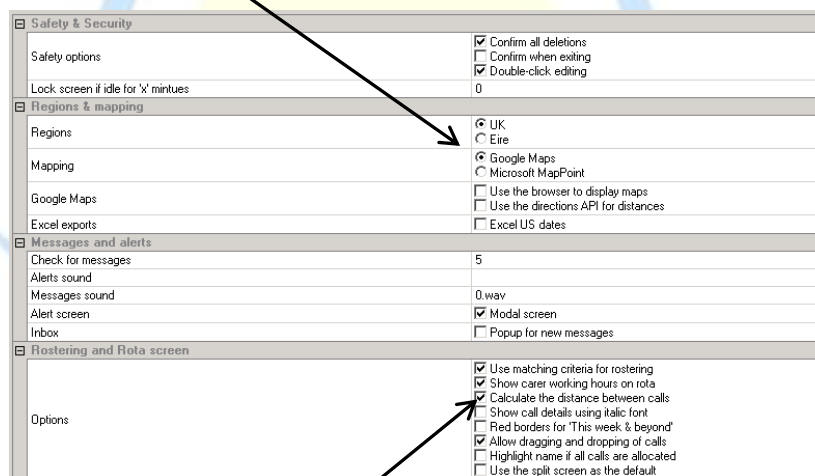 Safety & Security
Safety options
Confirm all deletions
Confirm when exiting
Double-click editing
Lock screen if idle for 'x' mintues 0
Regions & mapping
Regions
UK
Eire
Mapping
Google Maps
Microsoft MapPoint
Google Maps
Use the browser to display maps
Use the directions API for distances
Excel exports Excel US dates
Messages and alerts
Check for messages 5
Alerts sound
Messages sound 0.wav
Alert screen Modal screen
Inbox Popup for new messages
Rostering and Rota screen
Options
Use matching criteria for rostering
Show carer working hours on rota
Calculate the distance between calls
Show call details using italic font
Red borders for 'This week & beyond'
Allow dragging and dropping of calls
Highlight name if all calls are allocated
Use the split screen as the default